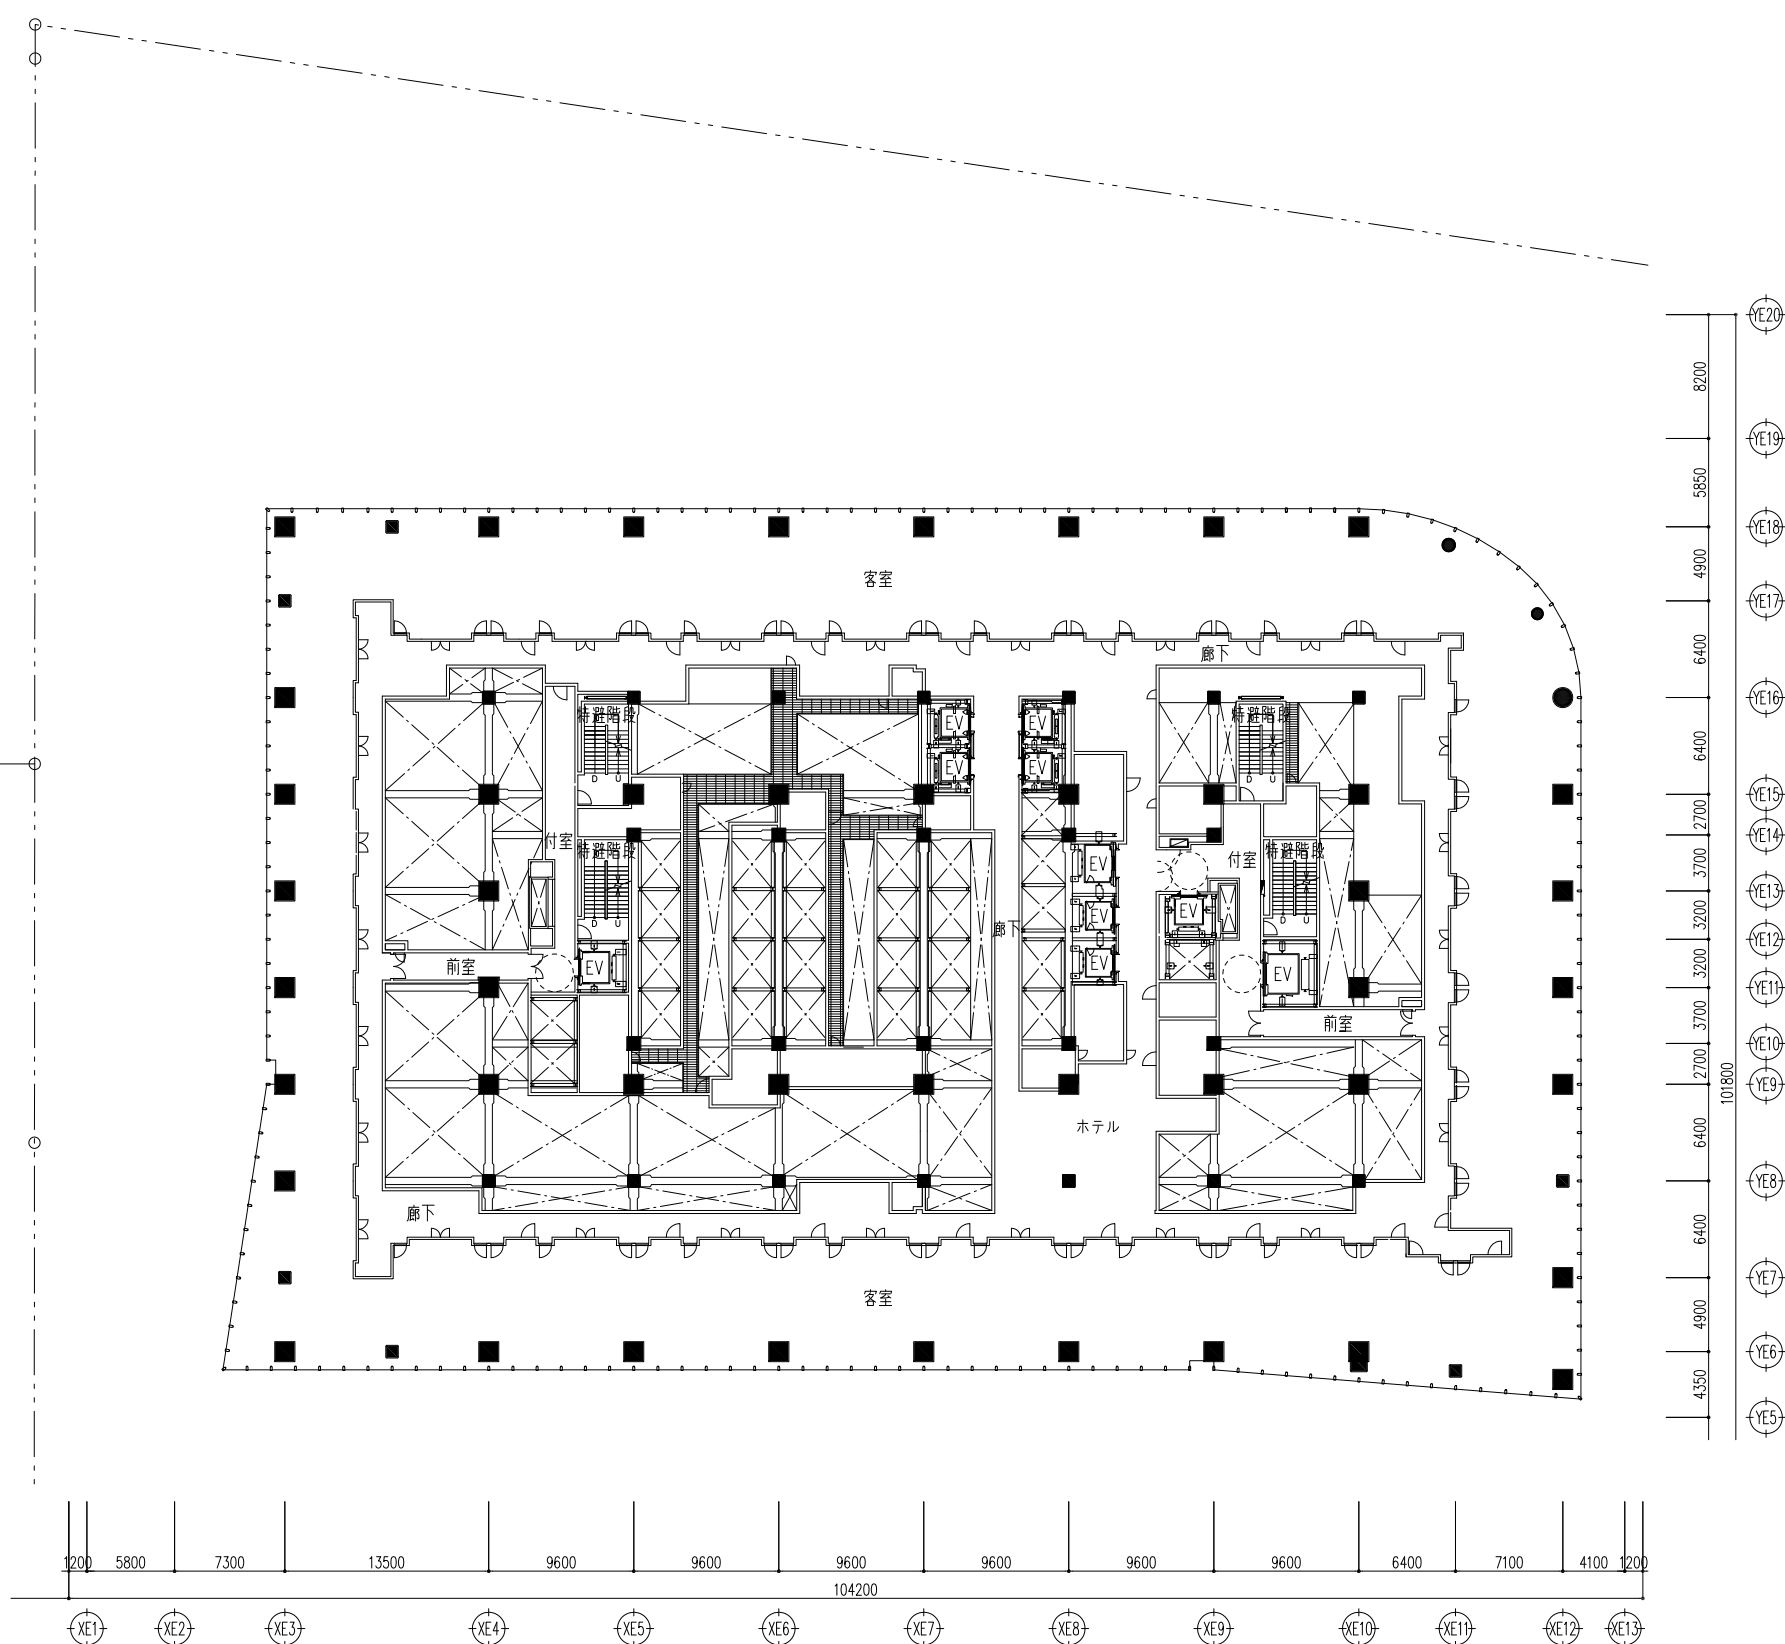 YE20
8200
YE19
5850
YE18
4900
客室
YE17
6400
廊下
YE16
特避階段
EV
EV
特避階段
6400
EV
EV
D U
D U
YE15
2700
YE14
付室
特避階段
EV
付室
特避階段
3700
YE13
EV
EV
3200
D U
廊下
D U
YE12
前室
EV
EV
EV
3200
YE11
前室
3700
YE10
2700
YE9
101800
ホテル
6400
YE8
廊下
6400
YE7
客室
4900
YE6
4350
YE5
1200 5800 7300 13500 9600 9600 9600 9600 9600 9600 6400 7100 4100 1200
104200
XE1 XE2 XE3 XE4 XE5 XE6 XE7 XE8 XE9 XE10 XE11 XE12 XE13